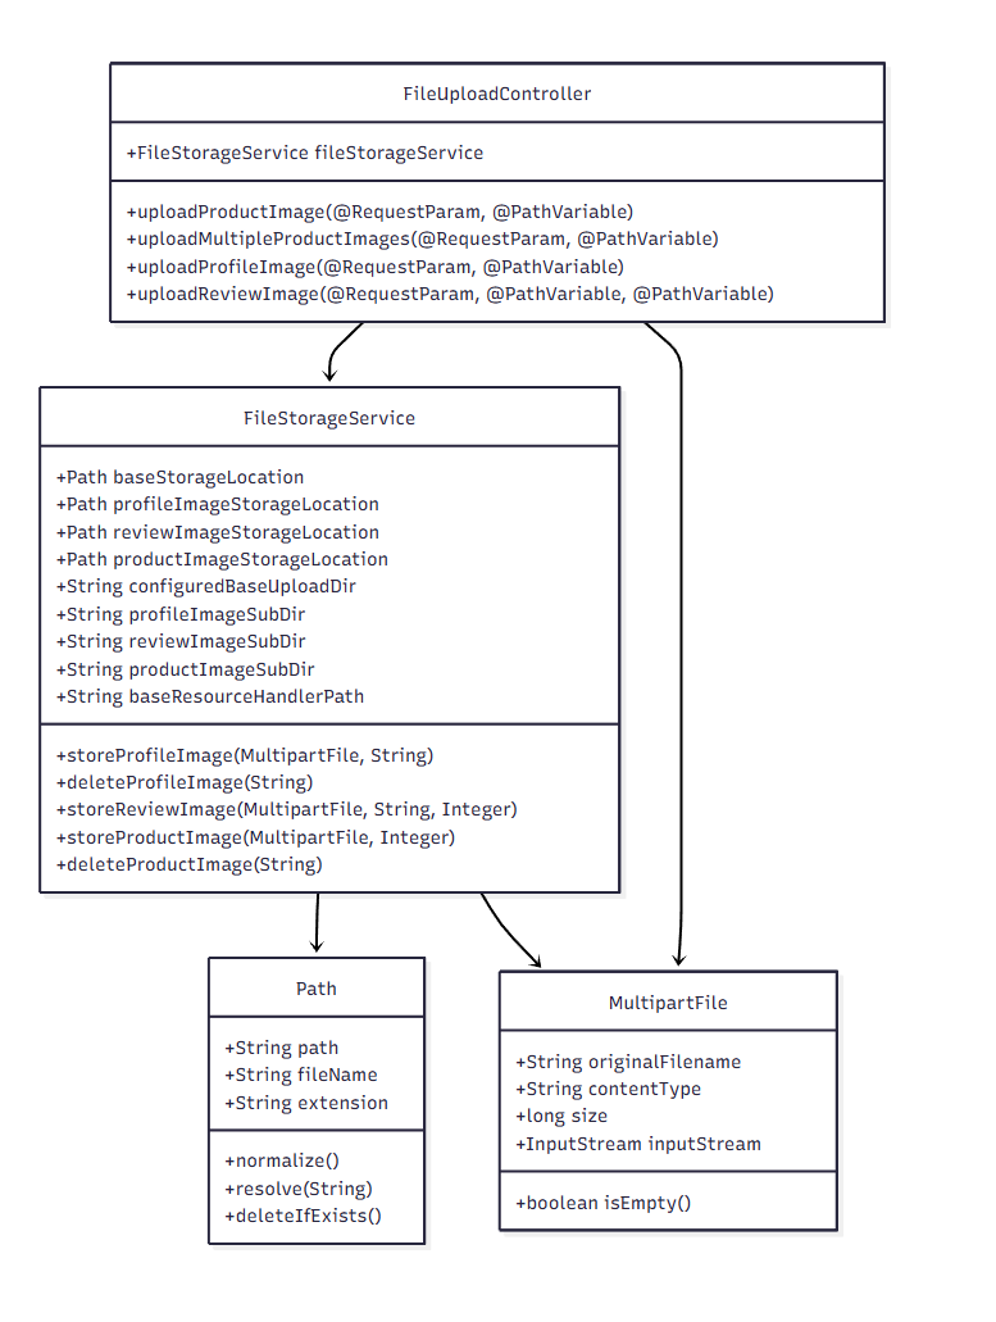 FileUploadController
+FileStorageService fileStorageService
+uploadProductImage(@RequestParam, @PathVariable)
+uploadMultipleProductImages(@RequestParam, @PathVariable)
+uploadProfileImage(@RequestParam, @PathVariable)
+uploadReviewImage(@RequestParam, @PathVariable, @PathVariable)
FileStorageService
+Path baseStorageLocation
+Path profileImageStorageLocation
+Path reviewImageStorageLocation
+Path productImageStorageLocation
+String configuredBaseUploadDir
+String profileImageSubDir
+String reviewImageSubDir
+String productImageSubDir
+String baseResourceHandlerPath
+storeProfileImage(MultipartFile, String)
+deleteProfileImage(String)
+storeReviewImage(MultipartFile, String, Integer)
+storeProductImage(MultipartFile, Integer)
+deleteProductImage(String)
Path
+String path
+String fileName
+String extension
+normalize()
+resolve(String)
+deleteIfExists()
MultipartFile
+String originalFilename
+String contentType
+long size
+InputStream inputStream
+boolean isEmpty()